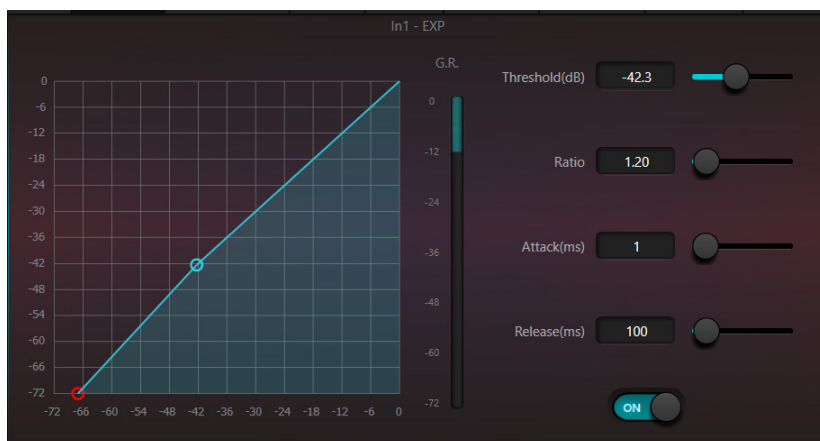 In1 - EXP
G.R.
Threshold(dB) -42.3
Ratio 1.20
Attack(ms) 1
Release(ms) 100
ON
0
-6
-12
-18
-24
-30
-36
-42
-48
-54
-60
-66
-72
-72 -66 -60 -54 -48 -42 -36 -30 -24 -18 -12 -6 0
0
-12
-24
-36
-48
-60
-72